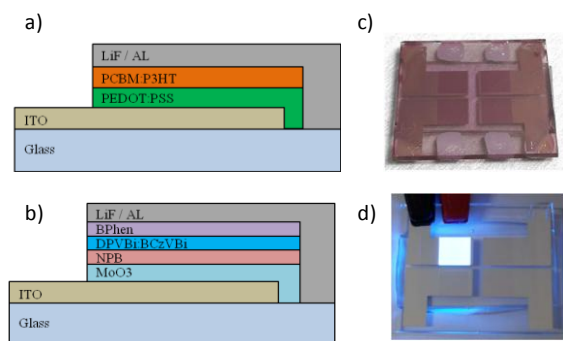 a)
LiF / AL
PCBM:P3HT
PEDOT:PSS
ITO
Glass
c)
b)
LiF / AL
BPhen
DPVBi:BCzVBi
NPB
MoO3
ITO
Glass
d)